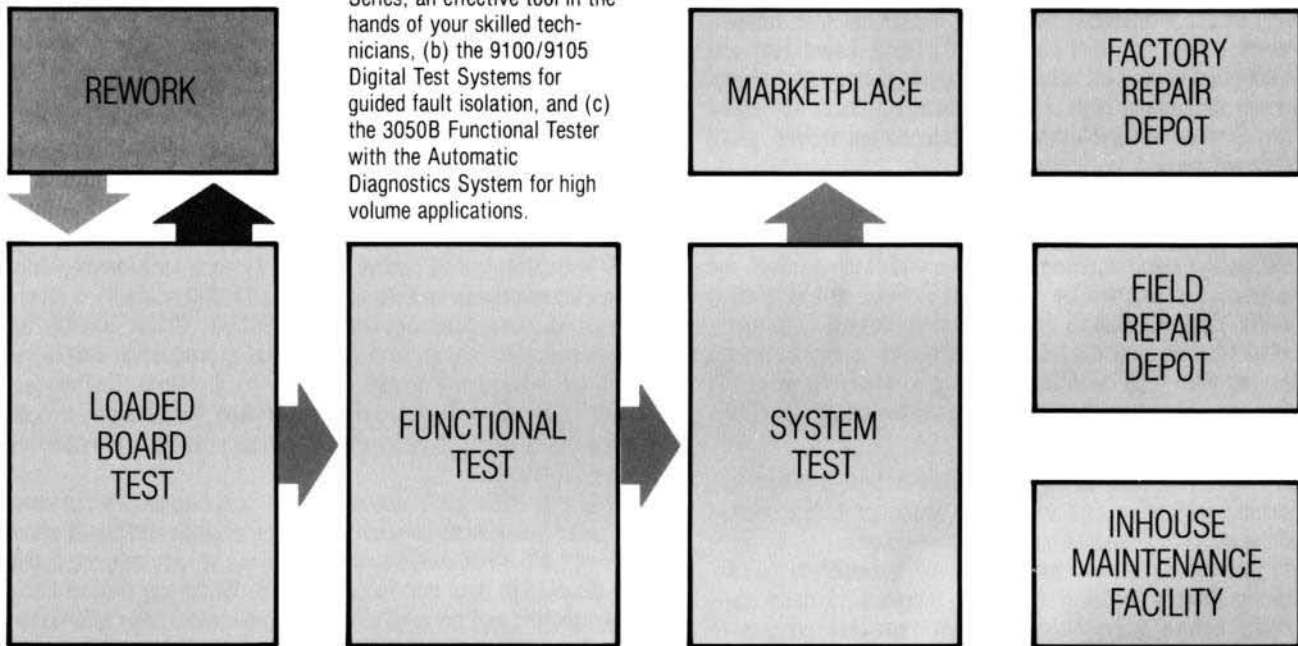 Series, an effective tool in the
hands of your skilled tech-
nicians, (b) the 9100/9105
Digital Test Systems for
guided fault isolation, and (c)
the 3050B Functional Tester
with the Automatic
Diagnostics System for high
volume applications.
REWORK
MARKETPLACE
FACTORY
REPAIR
DEPOT
LOADED
BOARD
TEST
FUNCTIONAL
TEST
SYSTEM
TEST
FIELD
REPAIR
DEPOT
INHOUSE
MAINTENANCE
FACILITY